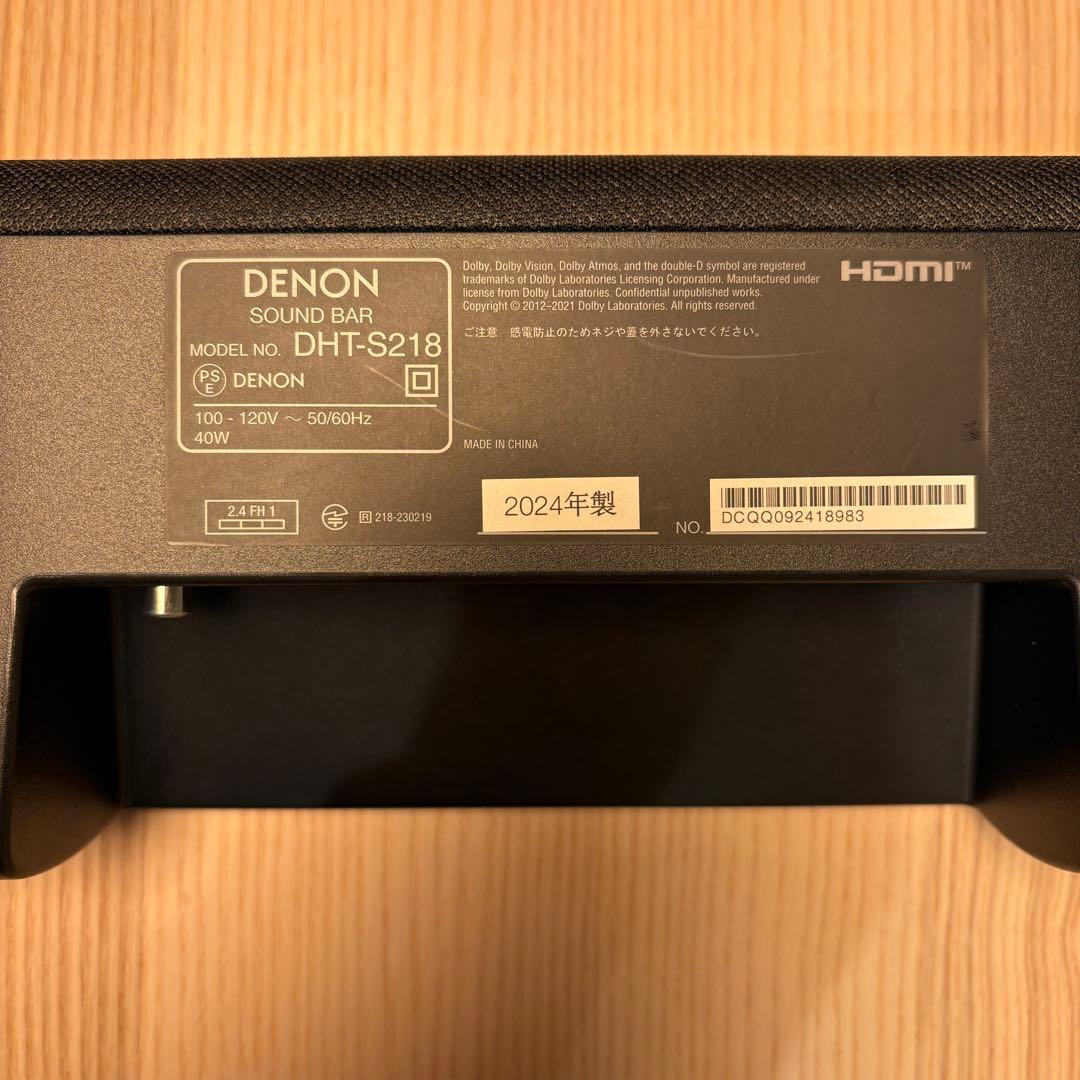 DENON
SOUND BAR
MODEL NO. DHT-S218
PS
E
DENON
100 - 120V ～ 50/60Hz
40W
Dolby, Dolby Vision, Dolby Atmos, and the double-D symbol are registered
trademarks of Dolby Laboratories Licensing Corporation. Manufactured under
license from Dolby Laboratories. Confidential unpublished works.
Copyright © 2012–2021 Dolby Laboratories. All rights reserved.
ご注意 感電防止のためネジや蓋を外さないでください。
HDMI™
MADE IN CHINA
2.4 FH 1
R 218-230219
2024年製
NO. DCQQ092418983